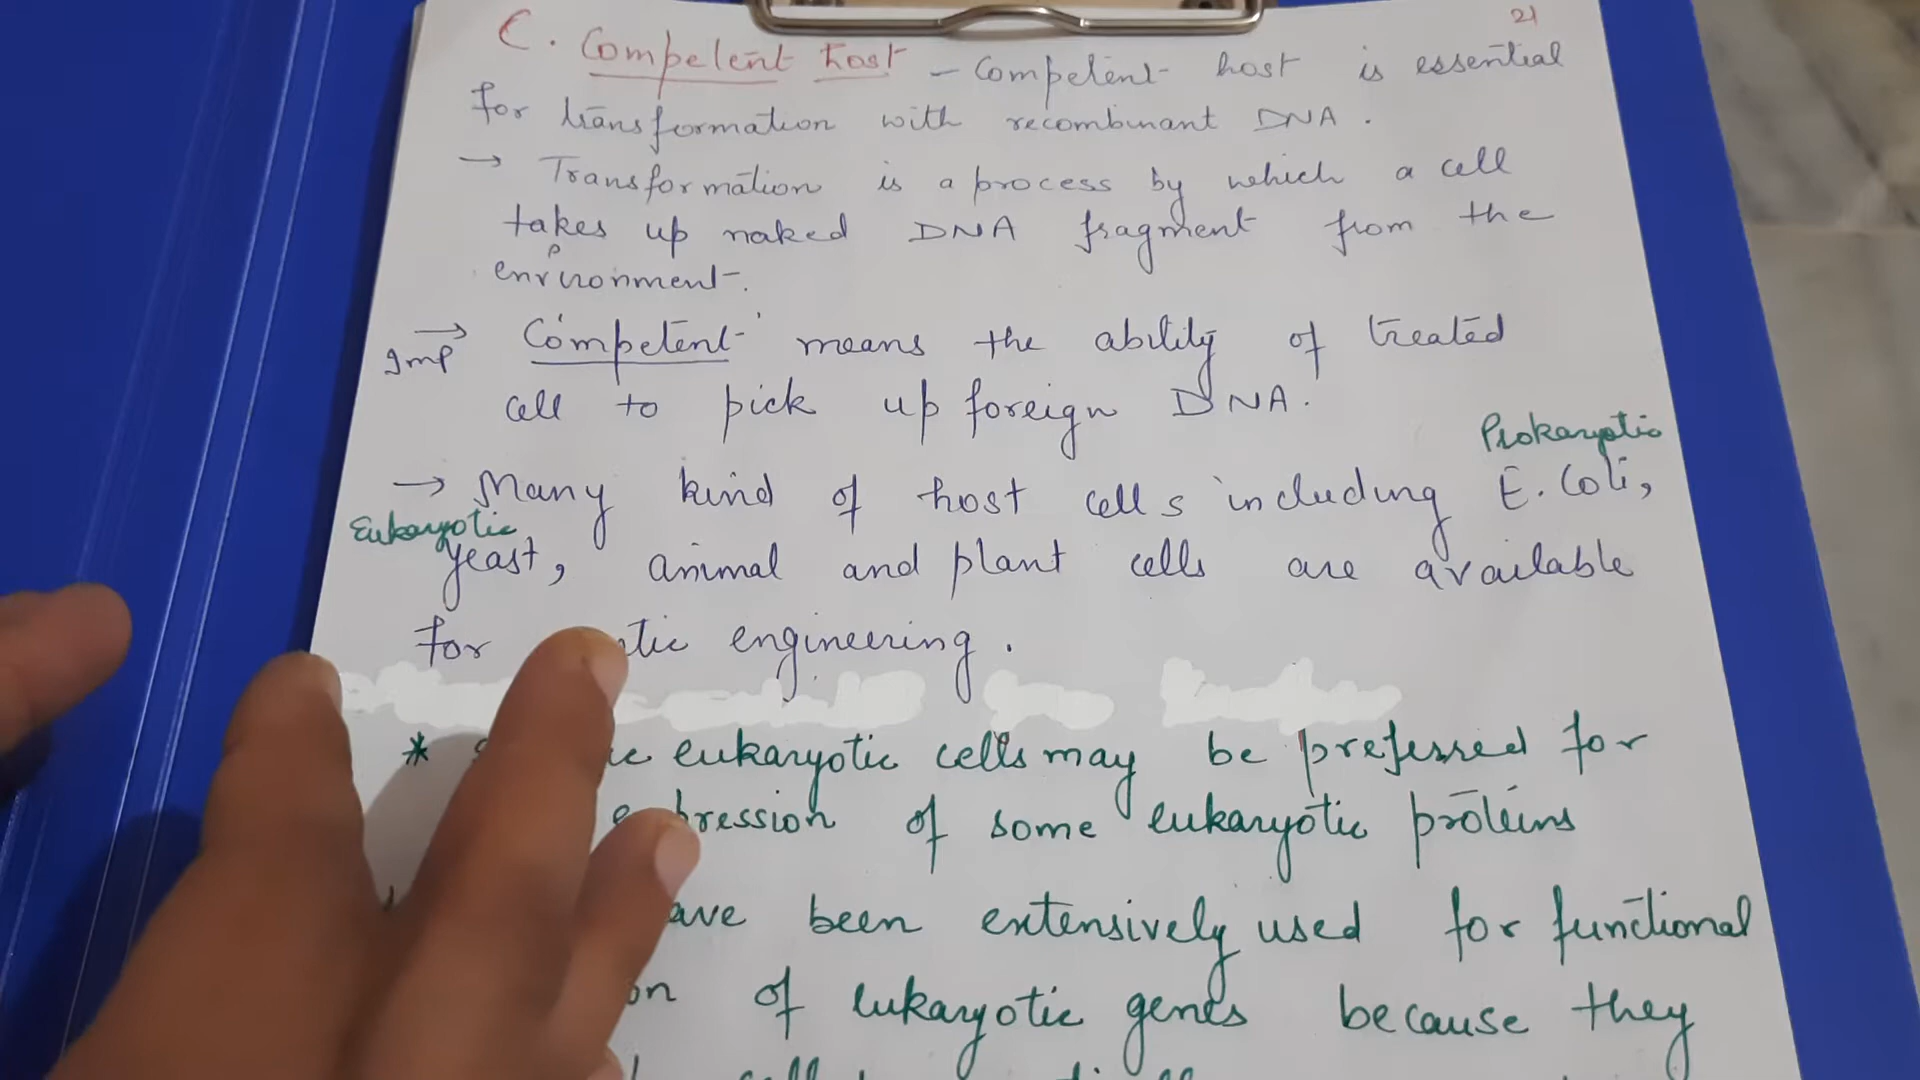 21
C. Competent host - Competent host is essential
for transformation with recombinant DNA.
→ Transformation is a process by which a cell
takes up naked DNA fragment from the
environment.
Imp → 'Competent' means the ability of treated
cell to pick up foreign DNA.
Prokaryotic
→ Many kind of host cells including E. Coli,
Eukaryotic
yeast, animal and plant cells are available
for engineering.
* eukaryotic cells may be preferred for
of some eukaryotic proteins
been extensively used for functional
of eukaryotic genes because they